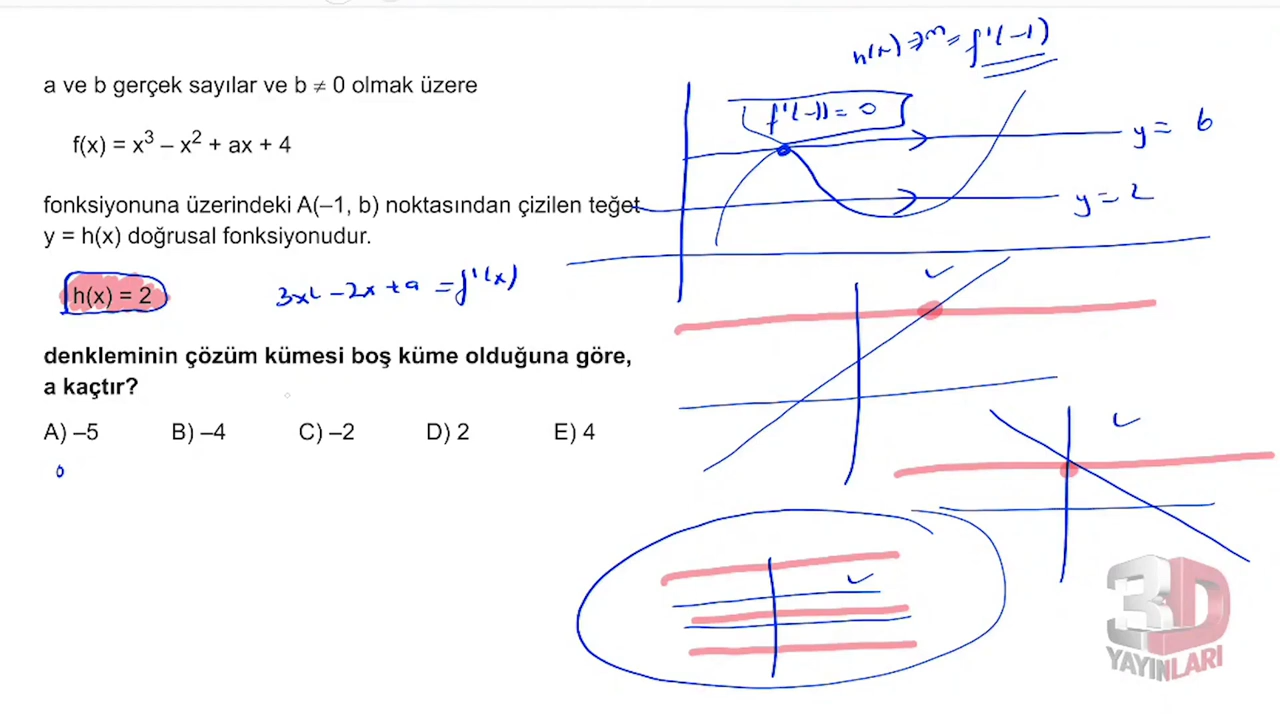 a ve b gerçek sayılar ve b ≠ 0 olmak üzere
f(x) = x³ – x² + ax + 4
fonksiyonuna üzerindeki A(–1, b) noktasından çizilen teğet
y = h(x) doğrusal fonksiyonudur.
h(x) = 2
3x² – 2x + a = f'(x)
denkleminin çözüm kümesi boş küme olduğuna göre,
a kaçtır?
A) –5 B) –4 C) –2 D) 2 E) 4
h(x) ⇒ m = f'(–1)
f'(–1) = 0
y = b
y = 2
3D
YAYINLARI